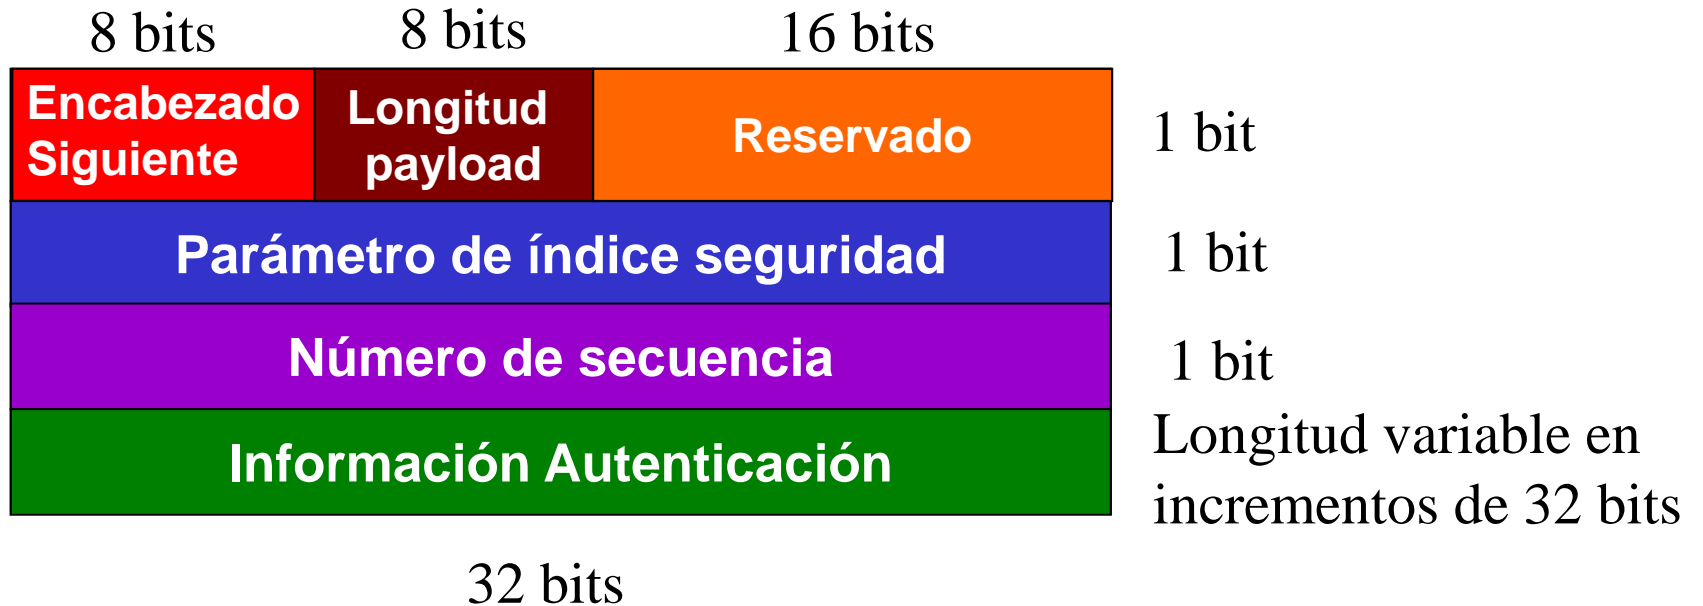 8 bits
8 bits
16 bits
Encabezado
Siguiente
Longitud
payload
Reservado
1 bit
Parámetro de índice seguridad
1 bit
Número de secuencia
1 bit
Información Autenticación
Longitud variable en
incrementos de 32 bits
32 bits